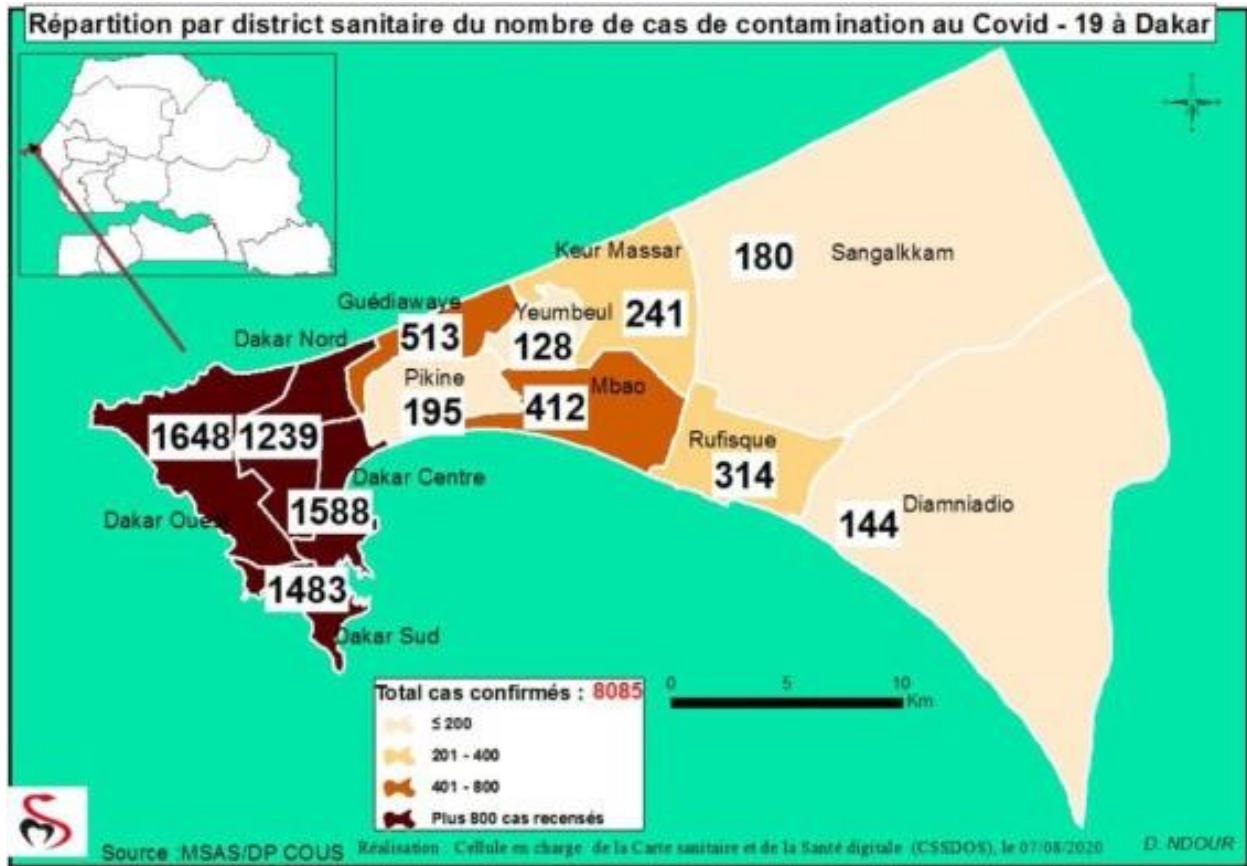 Répartition par district sanitaire du nombre de cas de contamination au Covid - 19 à Dakar
Keur Massar
180
Sangalkkam
Guédiawaye
Yeumbeul
241
Dakar Nord
513
128
Pikine
Mbao
195
412
1648
1239
Rufisque
314
Dakar Centre
Diamniadio
144
Dakar Ouest
1588
1483
Dakar Sud
Total cas confirmés : 8085
≤ 200
201 - 400
401 - 800
Plus 800 cas recensés
0 5 10
Km
Source :MSAS/DP COUS
Réalisation Cellule en charge de la Carte sanitaire et de la Santé digitale (CSSDOS), le 07/08/2020
D. NDOUR